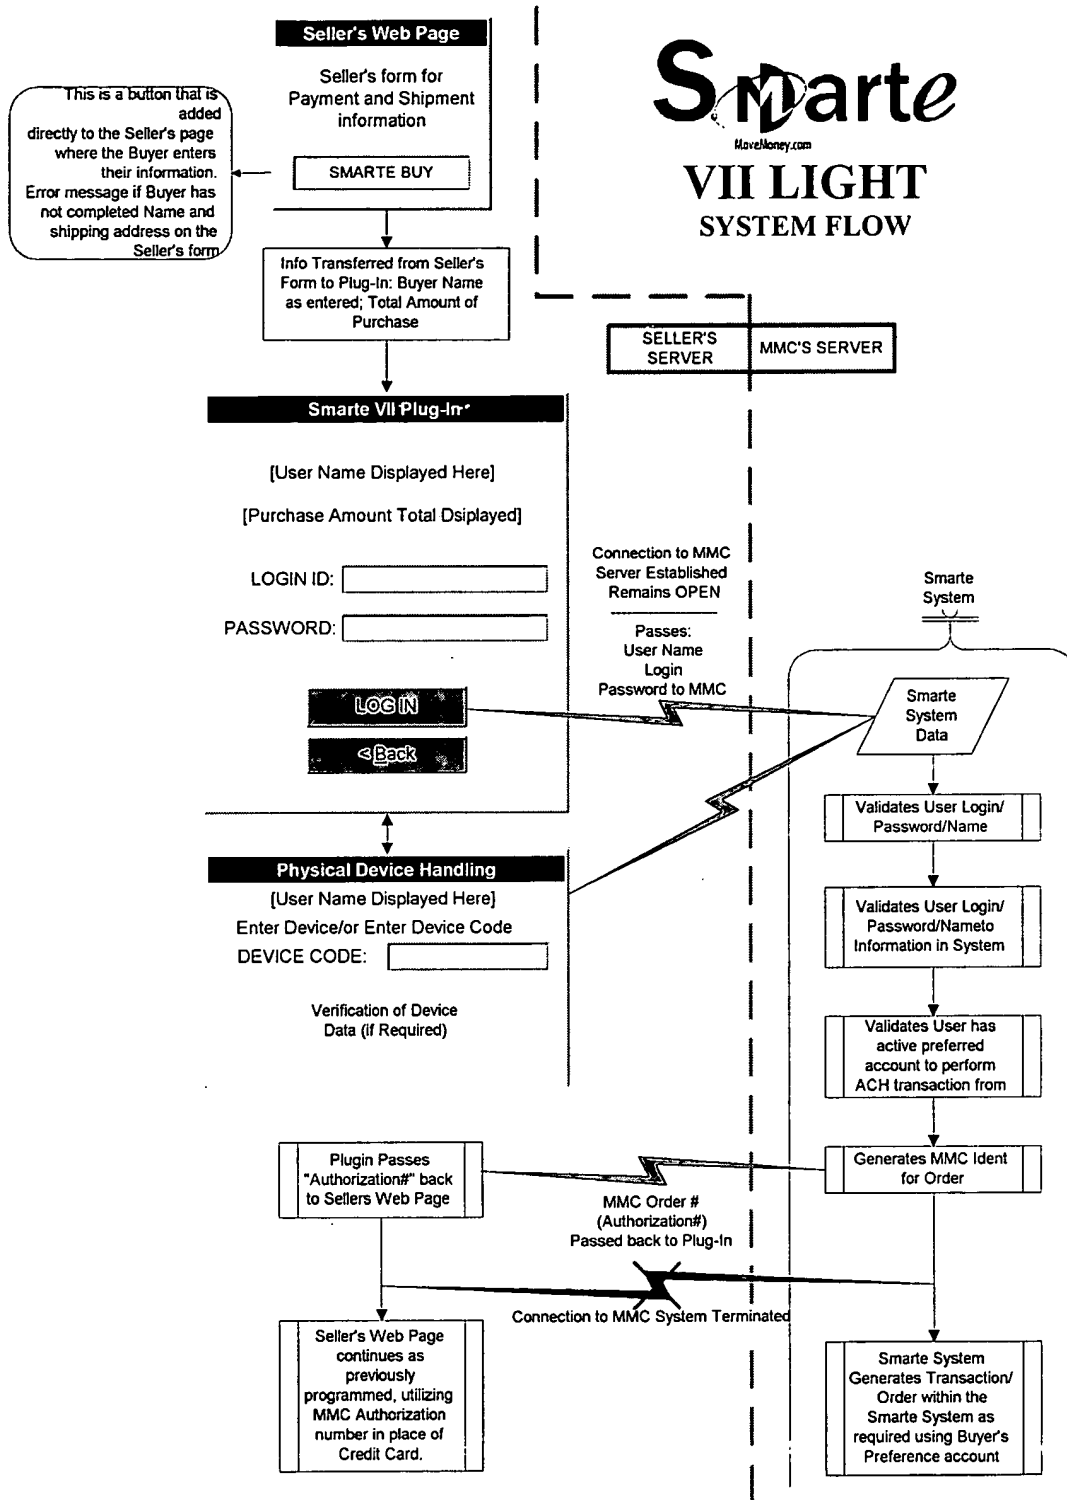 Seller's Web Page
Seller's form for
Payment and Shipment
information
SMARTE BUY
This is a button that is
added
directly to the Seller's page
where the Buyer enters
their information.
Error message if Buyer has
not completed Name and
shipping address on the
Seller's form
Smarte
MoveMoney.com
VII LIGHT
SYSTEM FLOW
Info Transferred from Seller's
Form to Plug-In: Buyer Name
as entered; Total Amount of
Purchase
SELLER'S
SERVER
MMC'S SERVER
Smarte VII Plug-In
[User Name Displayed Here]
[Purchase Amount Total Dsiplayed]
LOGIN ID:
PASSWORD:
LOG IN
< Back
Connection to MMC
Server Established
Remains OPEN
Passes:
User Name
Login
Password to MMC
Smarte
System
Smarte
System
Data
Validates User Login/
Password/Name
Physical Device Handling
[User Name Displayed Here]
Enter Device/or Enter Device Code
DEVICE CODE:
Verification of Device
Data (if Required)
Validates User Login/
Password/Nameto
Information in System
Validates User has
active preferred
account to perform
ACH transaction from
Generates MMC Ident
for Order
Plugin Passes
"Authorization#" back
to Sellers Web Page
MMC Order #
(Authorization#)
Passed back to Plug-In
Connection to MMC System Terminated
Seller's Web Page
continues as
previously
programmed, utilizing
MMC Authorization
number in place of
Credit Card.
Smarte System
Generates Transaction/
Order within the
Smarte System as
required using Buyer's
Preference account